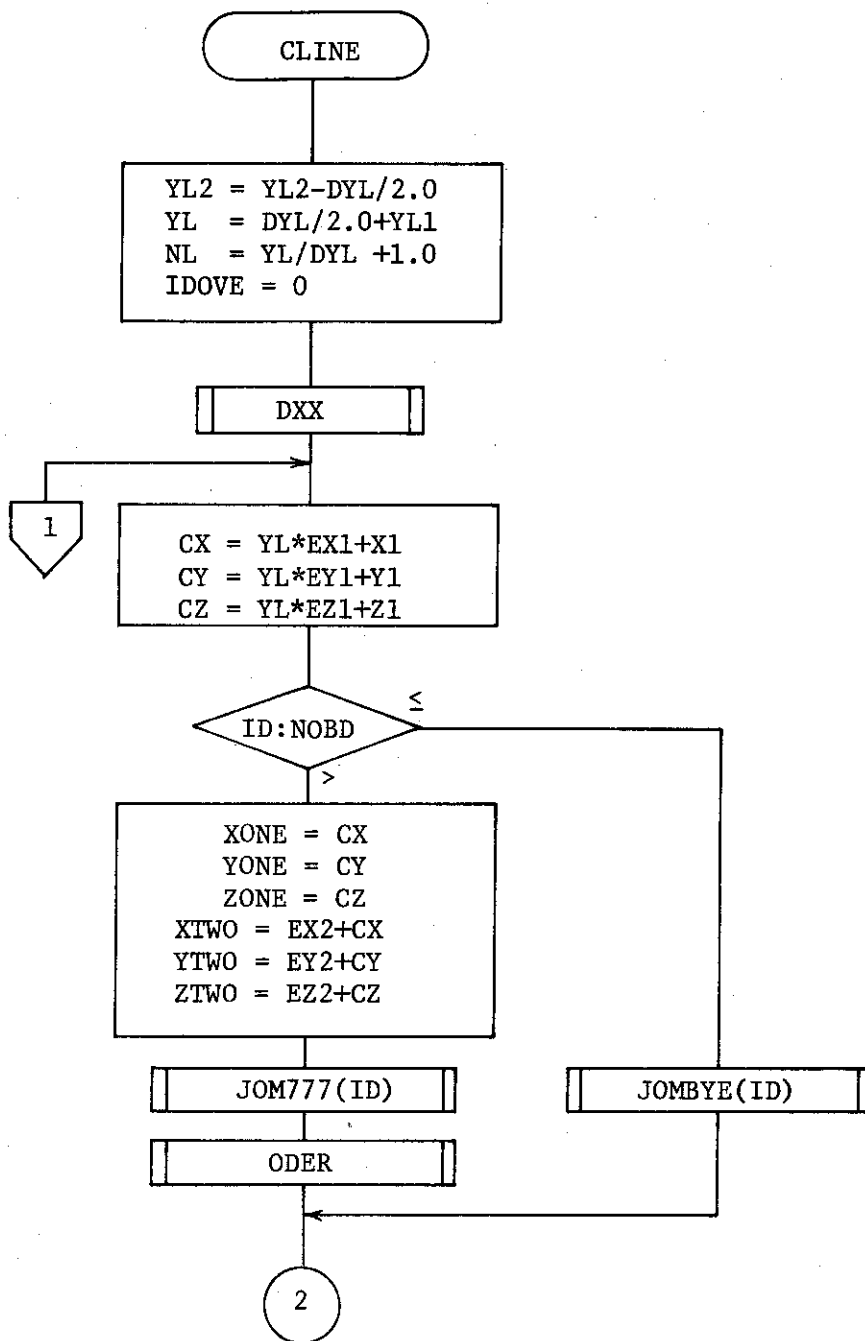 CLINE
YL2 = YL2-DYL/2.0
YL = DYL/2.0+YL1
NL = YL/DYL +1.0
IDOVE = 0
DXX
1
CX = YL*EX1+X1
CY = YL*EY1+Y1
CZ = YL*EZ1+Z1
≤
ID:NOBD
>
XONE = CX
YONE = CY
ZONE = CZ
XTWO = EX2+CX
YTWO = EY2+CY
ZTWO = EZ2+CZ
JOM777(ID)
JOMBYE(ID)
ODER
2